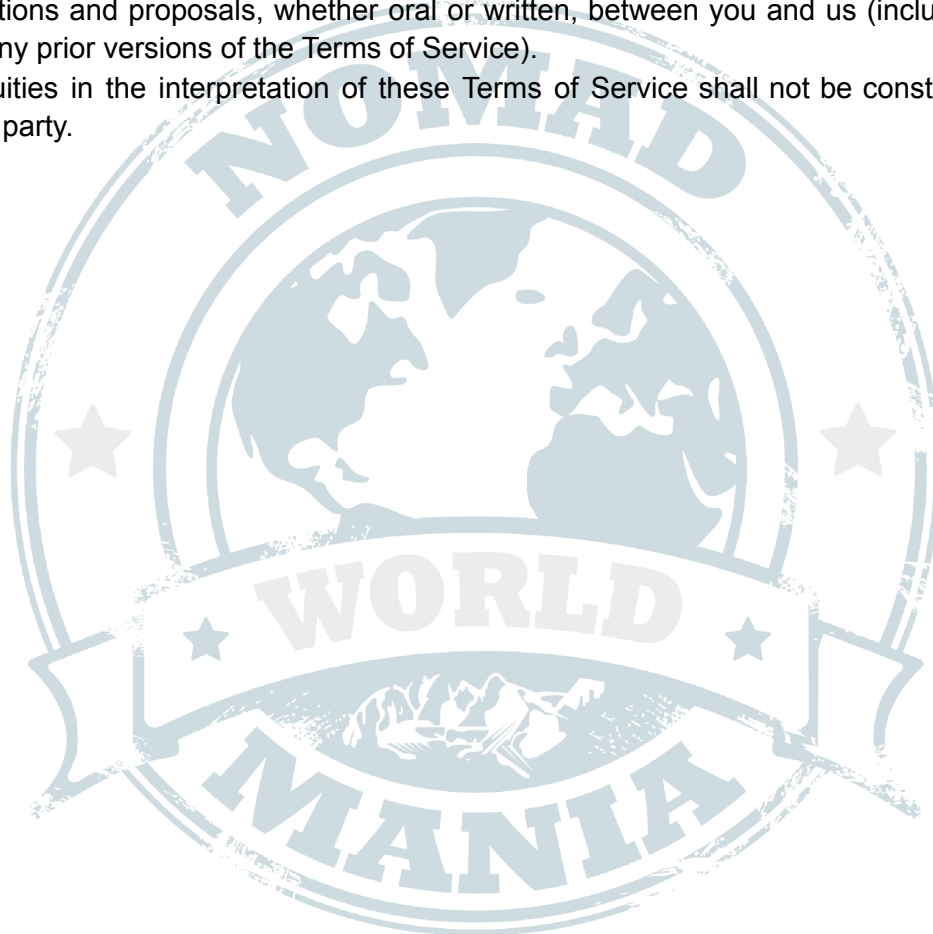 tions and proposals, whether oral or written, between you and us (inclu
ny prior versions of the Terms of Service).
uities in the interpretation of these Terms of Service shall not be const
party.
NOMAD
WORLD
MANIA